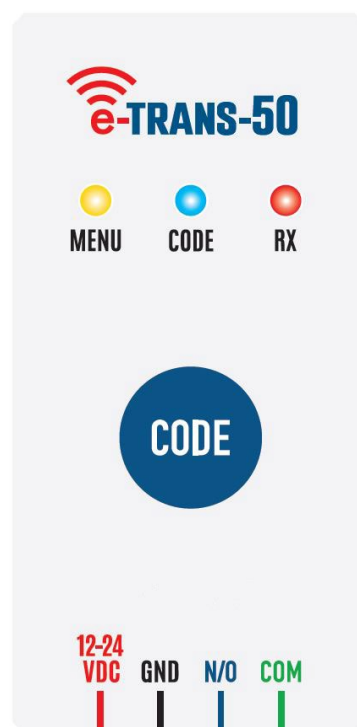 e-TRANS-50
MENU CODE RX
CODE
12-24
VDC GND N/O COM